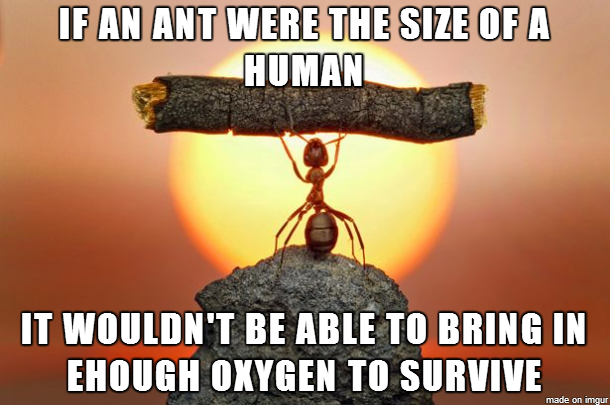 IF AN ANT WERE THE SIZE OF A
HUMAN
IT WOULDN'T BE ABLE TO BRING IN
EHOUGH OXYGEN TO SURVIVE
made on imgur